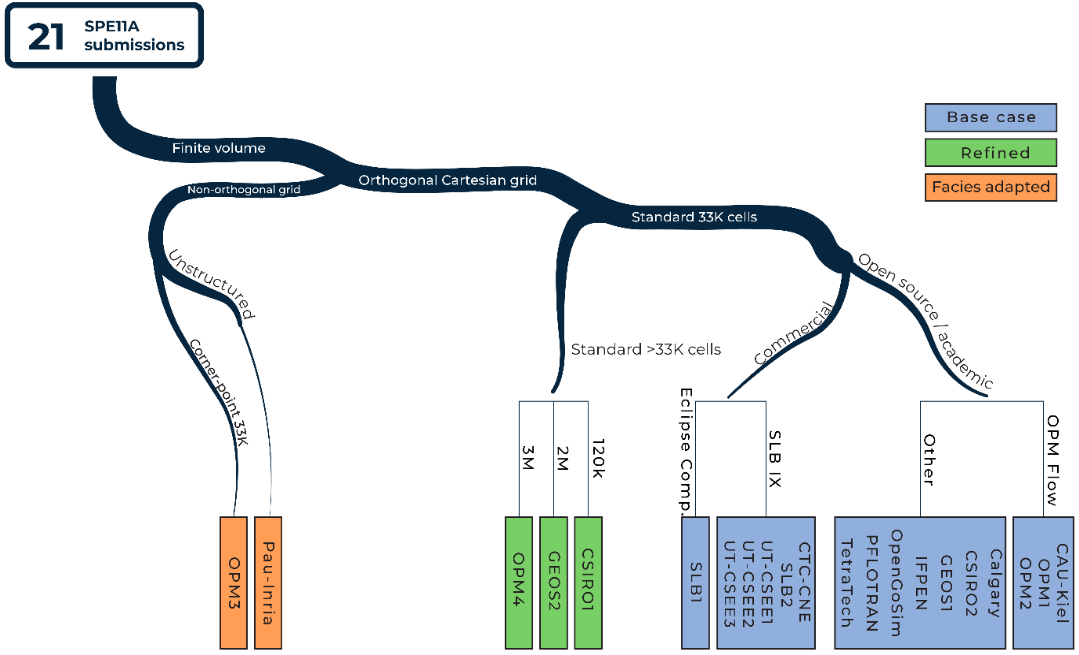 21
SPE11A
submissions
Base case
Refined
Facies adapted
Finite volume
Non-orthogonal grid
Orthogonal Cartesian grid
Standard 33K cells
Unstructured
Corner-point 33K
Standard >33K cells
Commercial
Open source / academic
3M
2M
120K
Eclipse Comp.
SLB IX
Other
OPM Flow
OPM3
Pau-Inria
OPM4
GEOS2
CSIRO1
SLB1
CTC-CNE
SLB2
UT-CSEE1
UT-CSEE2
UT-CSEE3
Calgary
CSIRO2
GEOS1
IFPEN
OpenGoSim
PFLOTRAN
TetraTech
CAU-Kiel
OPM1
OPM2